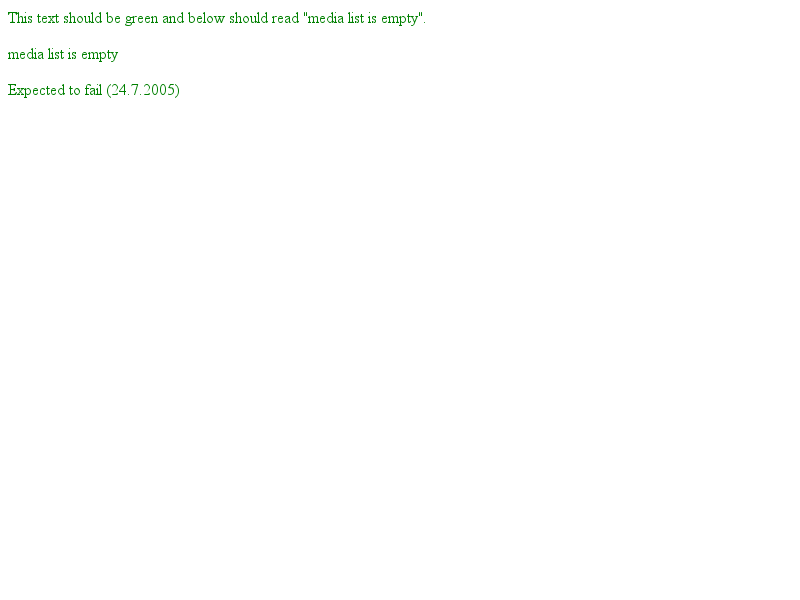 This text should be green and below should read "media list is empty".
media list is empty
Expected to fail (24.7.2005)